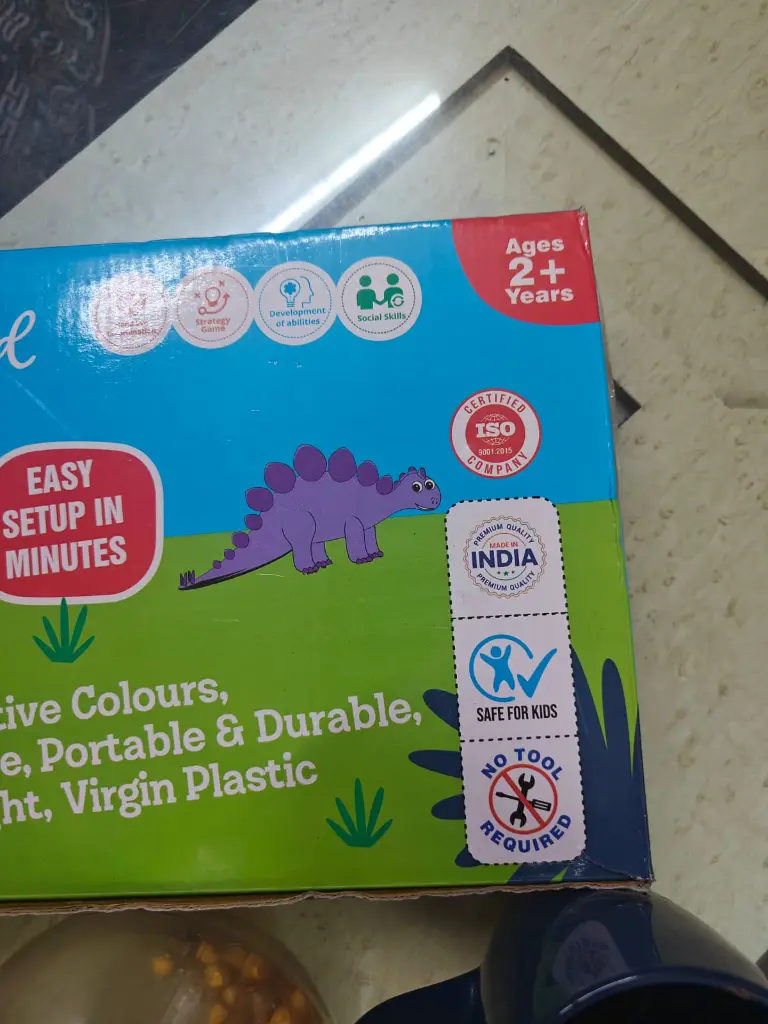 Ages
2+
Years
Strategy
Game
Development
of abilities
Social Skills
CERTIFIED
ISO
9001:2015
COMPANY
EASY
SETUP IN
MINUTES
PREMIUM QUALITY
MADE IN
INDIA
PREMIUM QUALITY
SAFE FOR KIDS
tive Colours,
e, Portable & Durable,
ht, Virgin Plastic
NO TOOL
REQUIRED